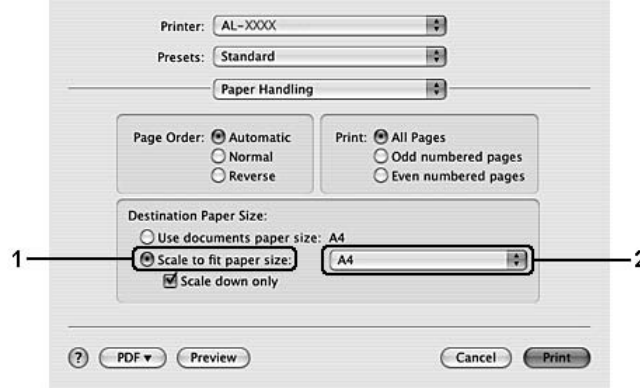 Printer: AL-XXXX
Presets: Standard
Paper Handling
Page Order: Automatic
Normal
Reverse
Print: All Pages
Odd numbered pages
Even numbered pages
Destination Paper Size:
Use documents paper size: A4
1 Scale to fit paper size: A4 2
Scale down only
? PDF Preview Cancel Print